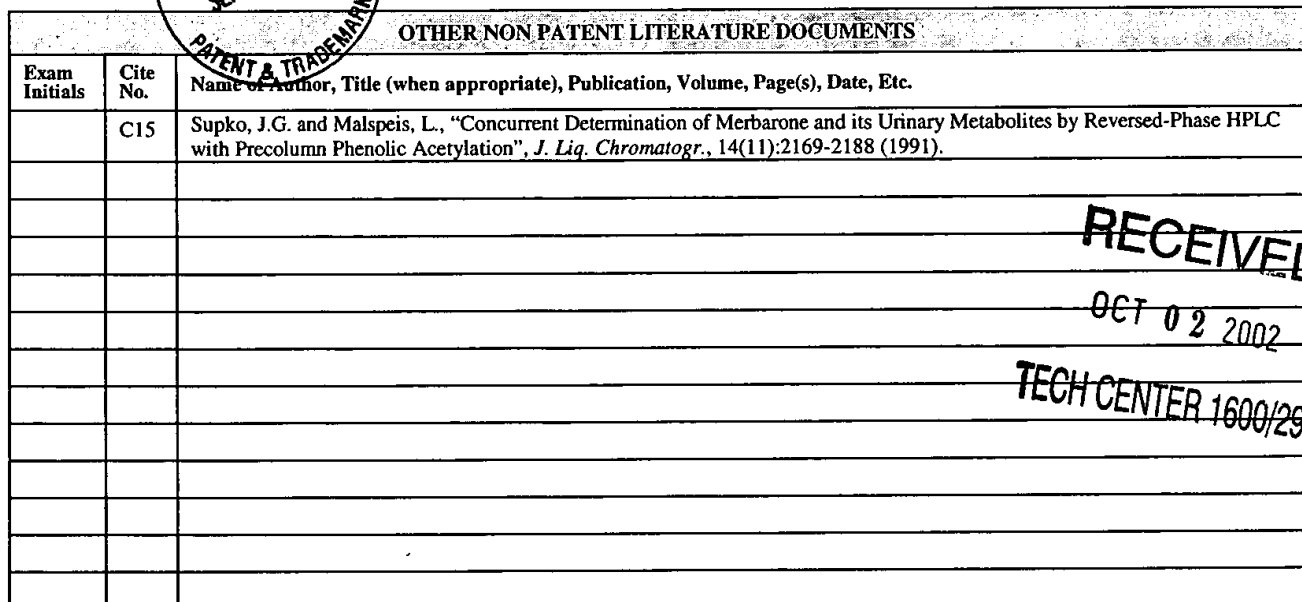 PATENT & TRADEMARK
OTHER NON PATENT LITERATURE DOCUMENTS
Exam Initials
Cite No.
Name of Author, Title (when appropriate), Publication, Volume, Page(s), Date, Etc.
C15
Supko, J.G. and Malspeis, L., “Concurrent Determination of Merbarone and its Urinary Metabolites by Reversed-Phase HPLC
with Precolumn Phenolic Acetylation”, J. Liq. Chromatogr., 14(11):2169-2188 (1991).
RECEIVED
OCT 02 2002
TECH CENTER 1600/29